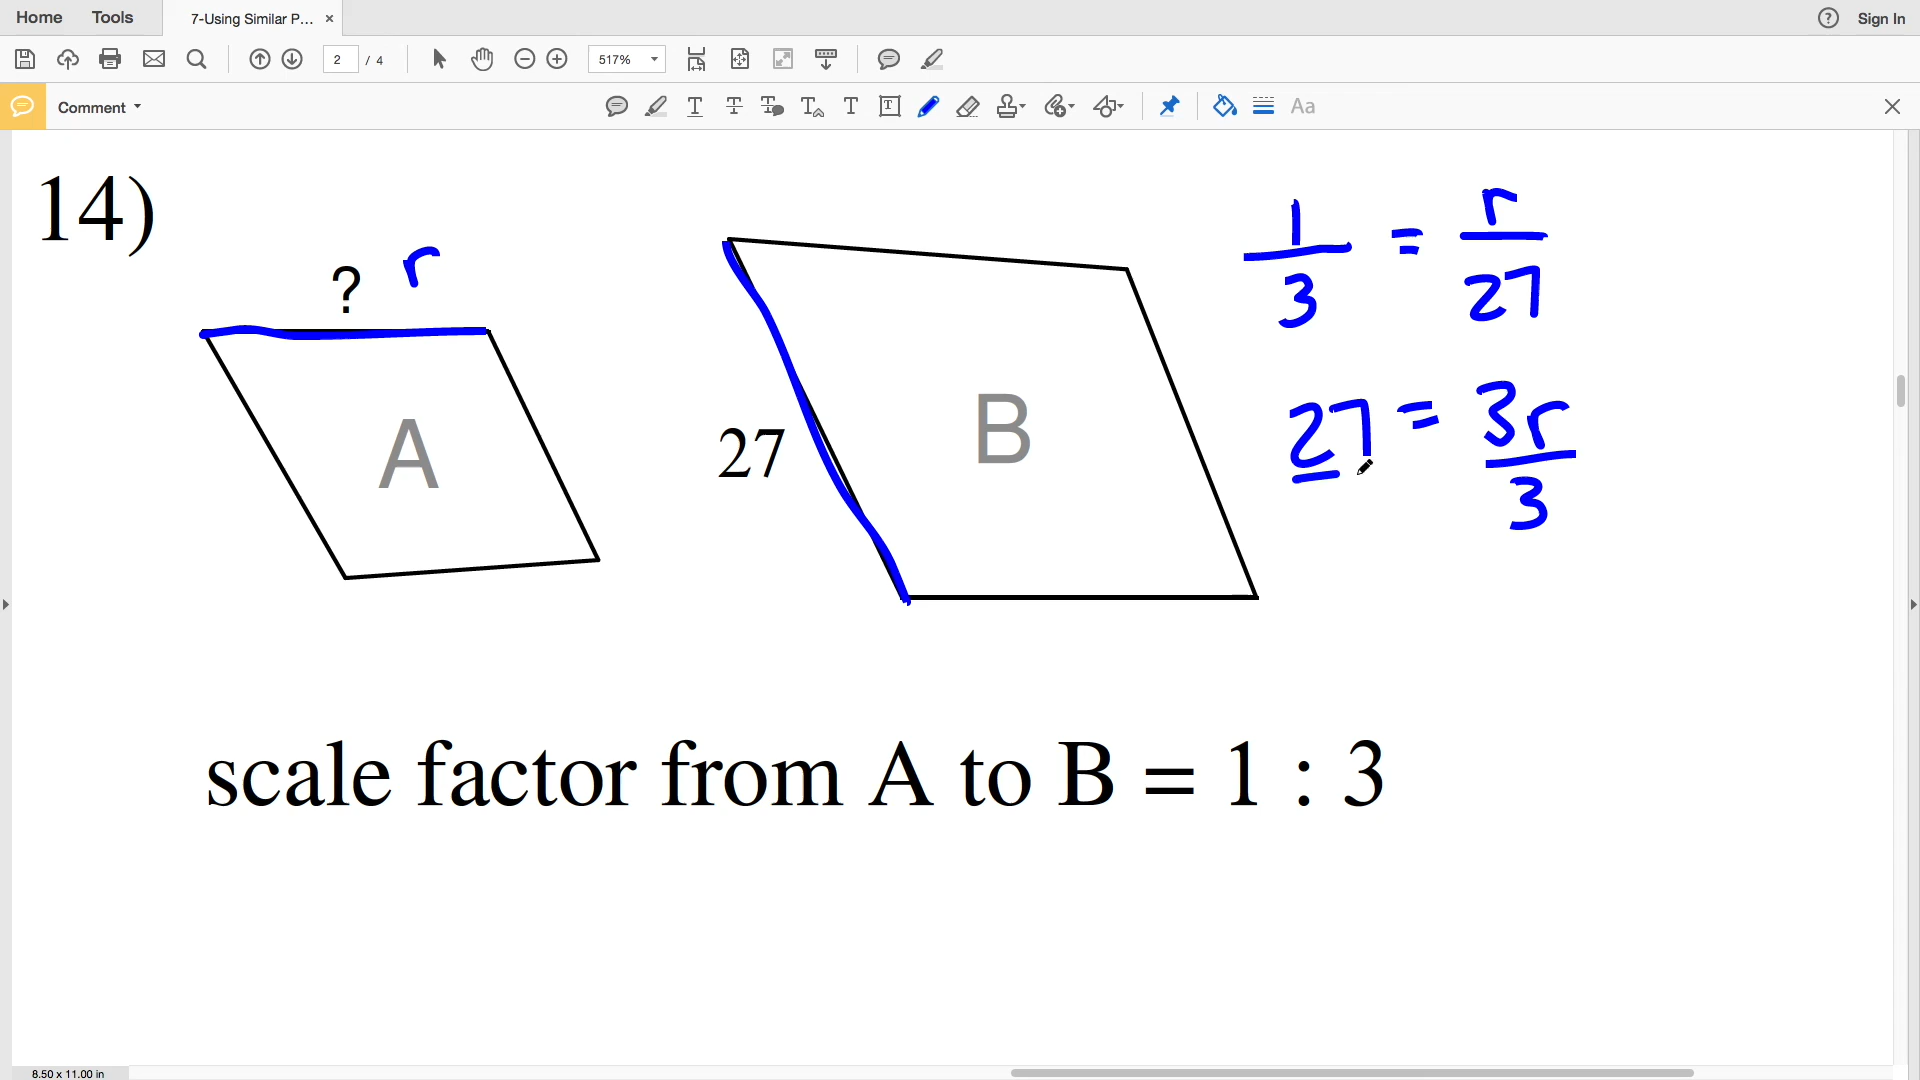 Home Tools 7-Using Similar P... × ? Sign In
2 / 4 517%
Comment T T T T T T Aa
14)
? r
A
27
B
1/3 = r/27
27 = 3r/3
scale factor from A to B = 1 : 3
8.50 x 11.00 in